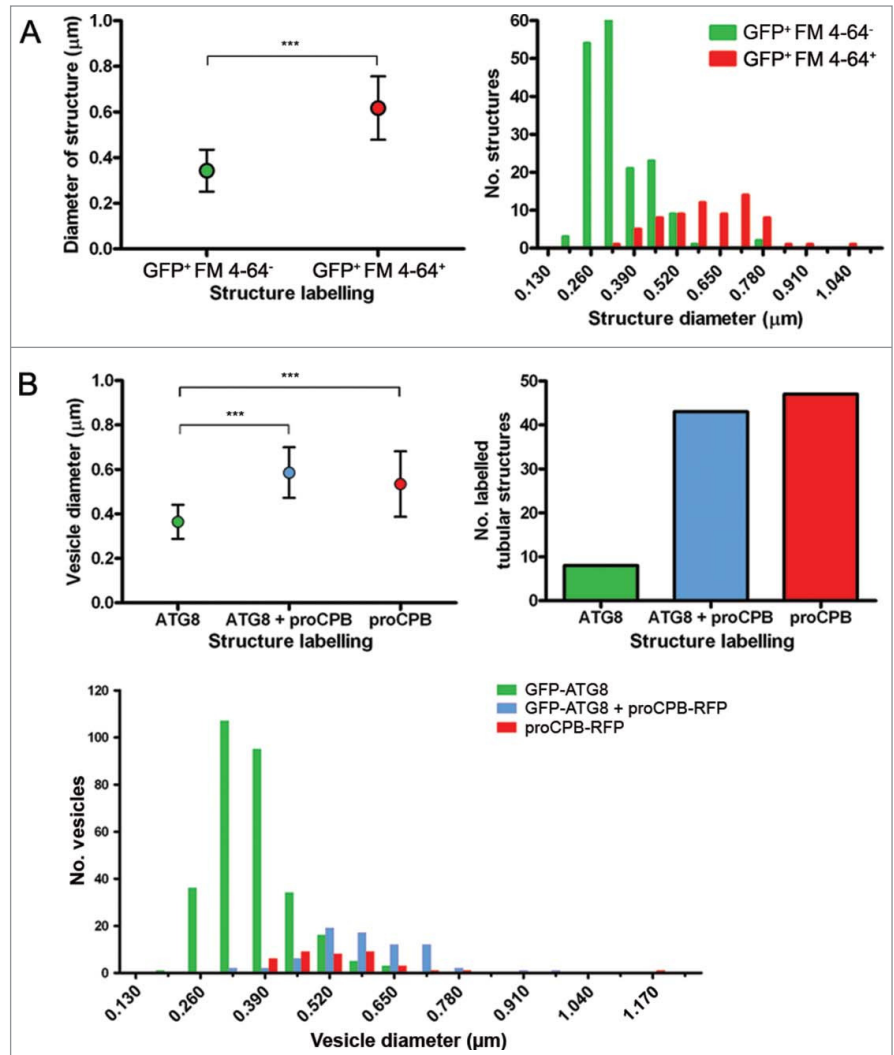 A
Diameter of structure (μm)
1.0
0.8
0.6
0.4
0.2
0.0
***
GFP⁺ FM 4-64⁻
GFP⁺ FM 4-64⁺
Structure labelling
No. structures
60
50
40
30
20
10
0
GFP⁺ FM 4-64⁻
GFP⁺ FM 4-64⁺
0.130
0.260
0.390
0.520
0.650
0.780
0.910
1.040
Structure diameter (μm)
B
Vesicle diameter (μm)
1.0
0.8
0.6
0.4
0.2
0.0
***
***
ATG8
ATG8 + proCPB
proCPB
Structure labelling
No. labelled
tubular structures
50
40
30
20
10
0
ATG8
ATG8 + proCPB
proCPB
Structure labelling
No. vesicles
120
100
80
60
40
20
0
GFP-ATG8
GFP-ATG8 + proCPB-RFP
proCPB-RFP
0.130
0.260
0.390
0.520
0.650
0.780
0.910
1.040
1.170
Vesicle diameter (μm)